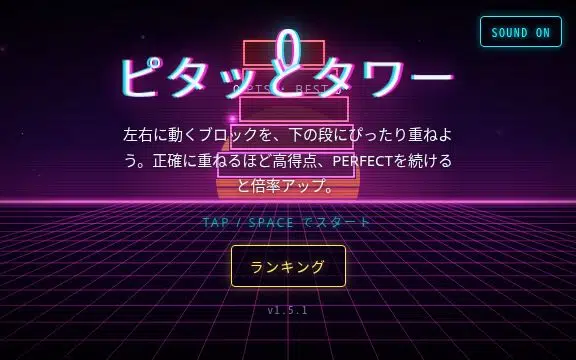 SOUND ON
0
ピタッとタワー
0 PTS · BEST 0
左右に動くブロックを、下の段にぴったり重ねよ
う。正確に重ねるほど高得点、PERFECTを続ける
と倍率アップ。
TAP / SPACE でスタート
ランキング
v1.5.1